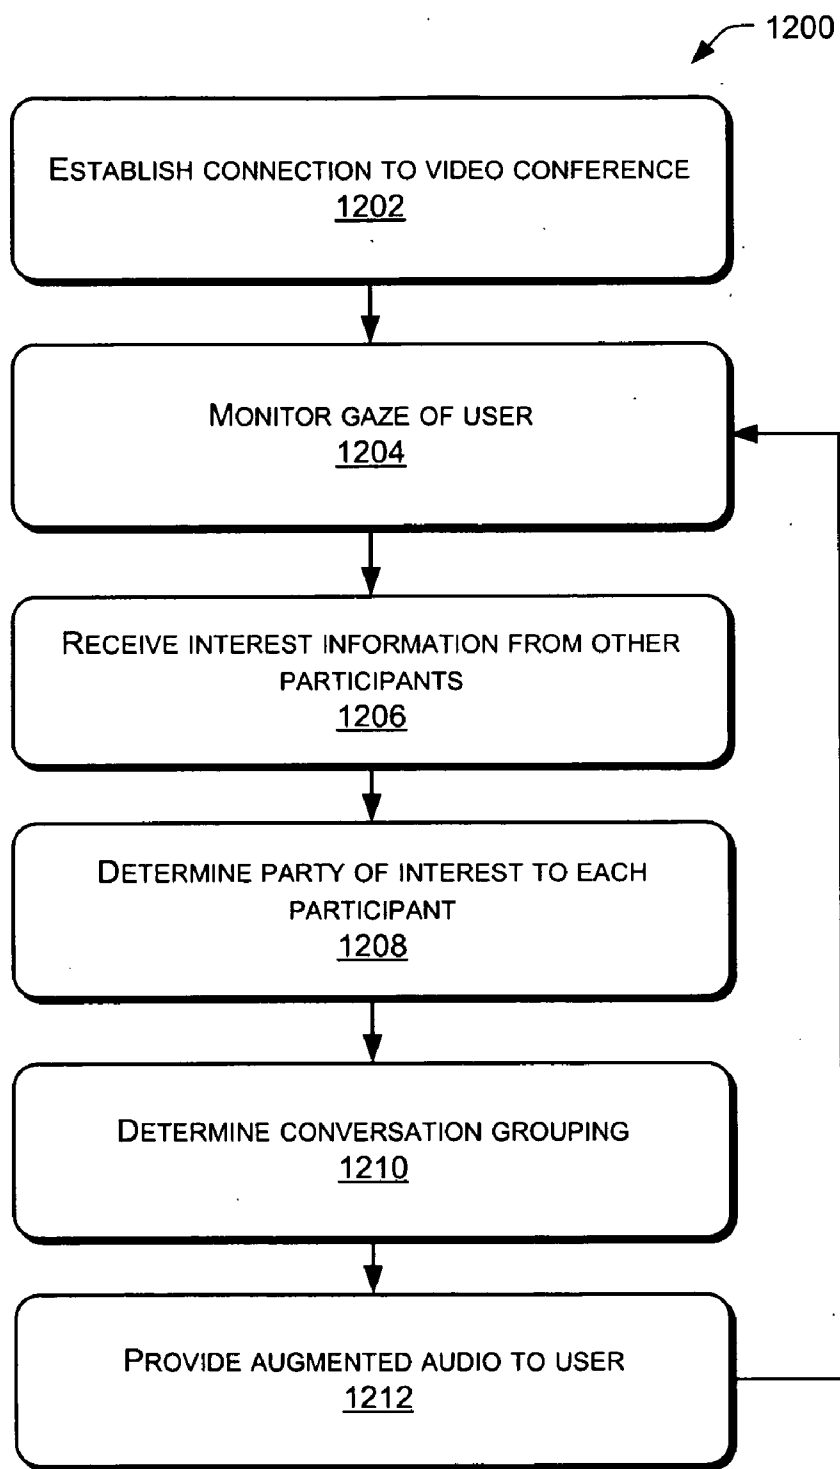 1200
ESTABLISH CONNECTION TO VIDEO CONFERENCE
1202
MONITOR GAZE OF USER
1204
RECEIVE INTEREST INFORMATION FROM OTHER
PARTICIPANTS
1206
DETERMINE PARTY OF INTEREST TO EACH
PARTICIPANT
1208
DETERMINE CONVERSATION GROUPING
1210
PROVIDE AUGMENTED AUDIO TO USER
1212